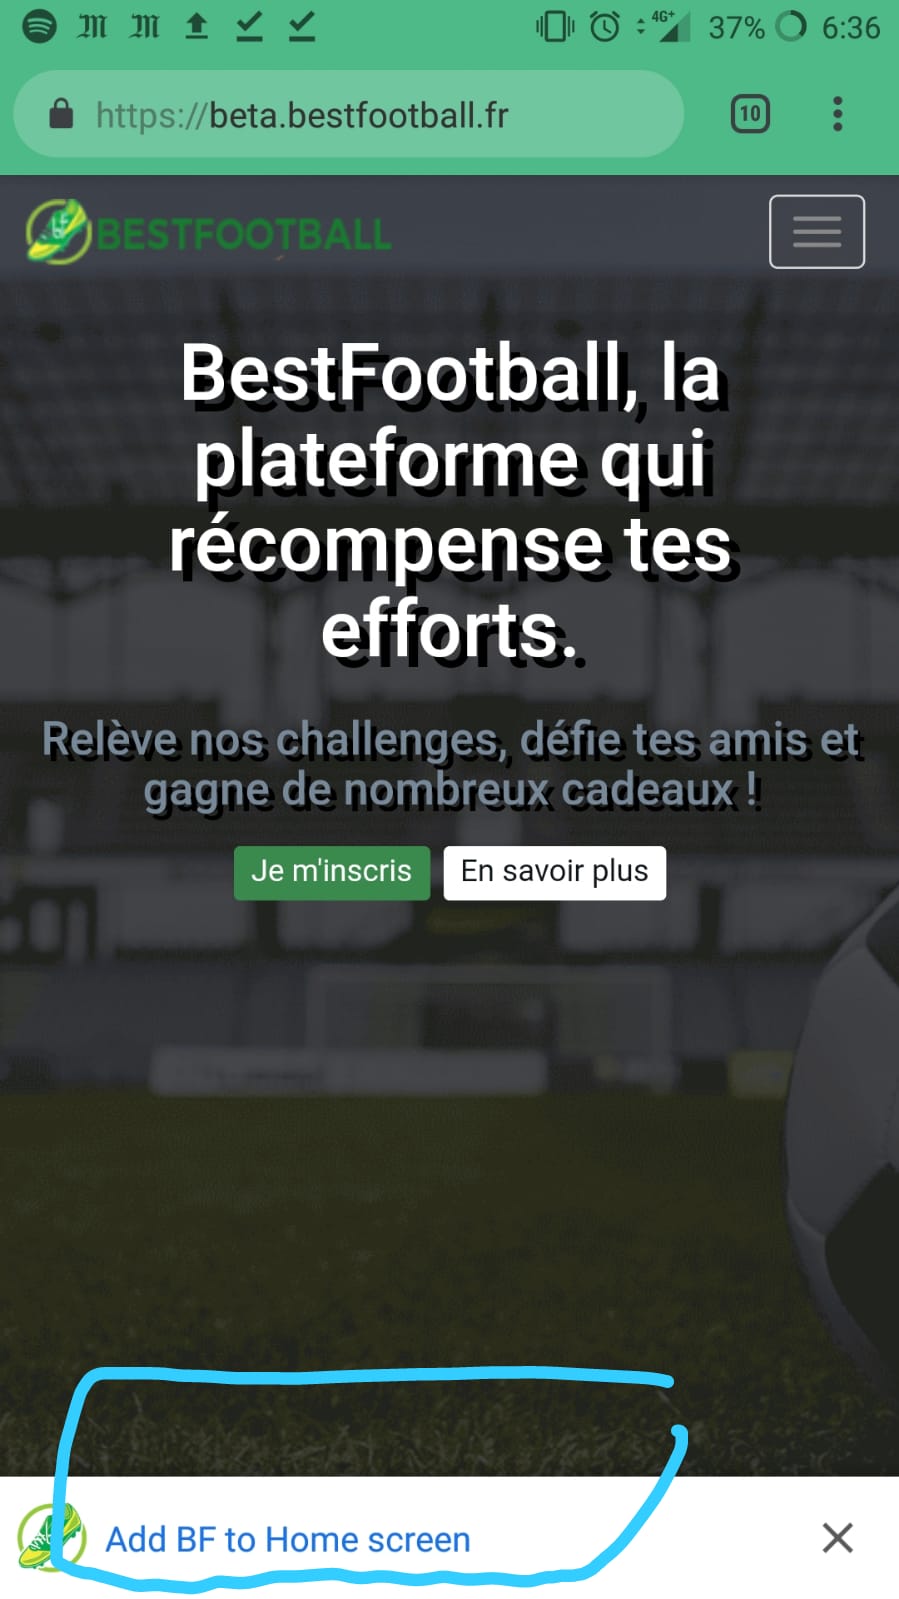 37% 6:36
https://beta.bestfootball.fr 10
BESTFOOTBALL
BestFootball, la
plateforme qui
récompense tes
efforts.
Relève nos challenges, défie tes amis et
gagne de nombreux cadeaux !
Je m'inscris En savoir plus
Add BF to Home screen